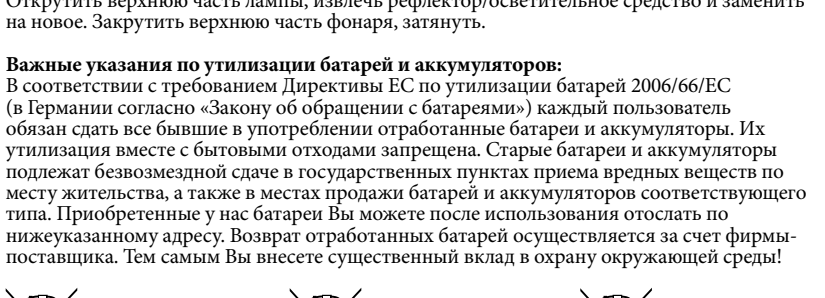 Открутить верхнюю часть лампы, извлечь рефлектор/осветительное средство и заменить
на новое. Закрутить верхнюю часть фонаря, затянуть.
Важные указания по утилизации батарей и аккумуляторов:
В соответствии с требованием Директивы ЕС по утилизации батарей 2006/66/ЕС
(в Германии согласно «Закону об обращении с батареями») каждый пользователь
обязан сдать все бывшие в употреблении отработанные батареи и аккумуляторы. Их
утилизация вместе с бытовыми отходами запрещена. Старые батареи и аккумуляторы
подлежат безвозмездной сдаче в государственных пунктах приема вредных веществ по
месту жительства, а также в местах продажи батарей и аккумуляторов соответствующего
типа. Приобретенные у нас батареи Вы можете после использования отослать по
нижеуказанному адресу. Возврат отработанных батарей осуществляется за счет фирмы-
поставщика. Тем самым Вы внесете существенный вклад в охрану окружающей среды!